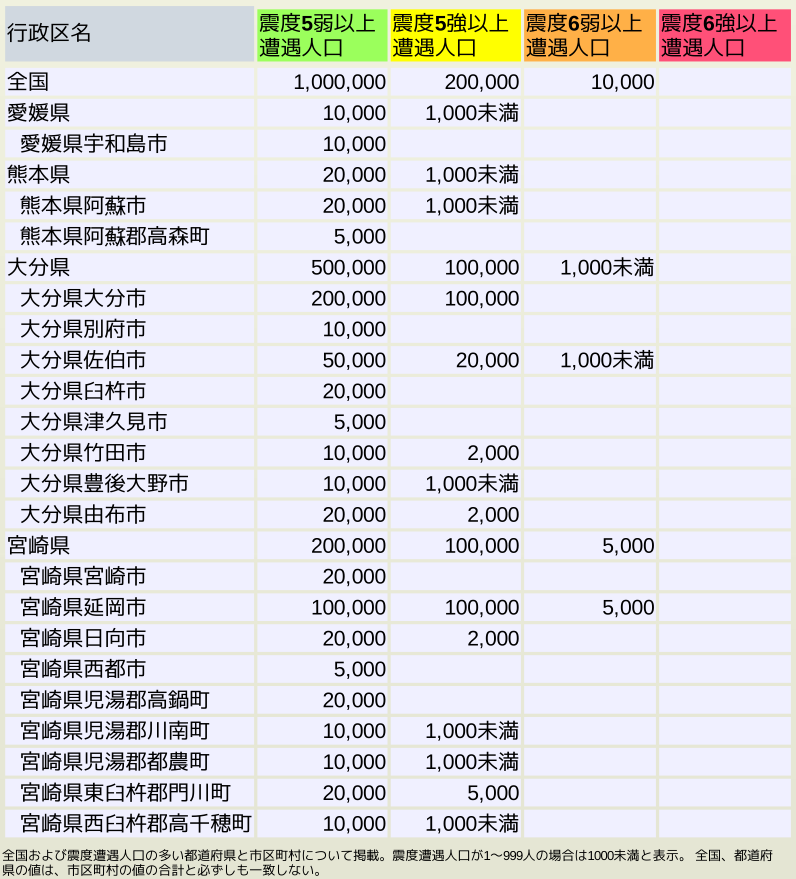 行政区名 震度5弱以上 震度5強以上 震度6弱以上 震度6強以上
遭遇人口 遭遇人口 遭遇人口 遭遇人口
全国 1,000,000 200,000 10,000
愛媛県 10,000 1,000未満
愛媛県宇和島市 10,000
熊本県 20,000 1,000未満
熊本県阿蘇市 20,000 1,000未満
熊本県阿蘇郡高森町 5,000
大分県 500,000 100,000 1,000未満
大分県大分市 200,000 100,000
大分県別府市 10,000
大分県佐伯市 50,000 20,000 1,000未満
大分県臼杵市 20,000
大分県津久見市 5,000
大分県竹田市 10,000 2,000
大分県豊後大野市 10,000 1,000未満
大分県由布市 20,000 2,000
宮崎県 200,000 100,000 5,000
宮崎県宮崎市 20,000
宮崎県延岡市 100,000 100,000 5,000
宮崎県日向市 20,000 2,000
宮崎県西都市 5,000
宮崎県児湯郡高鍋町 20,000
宮崎県児湯郡川南町 10,000 1,000未満
宮崎県児湯郡都農町 10,000 1,000未満
宮崎県東臼杵郡門川町 20,000 5,000
宮崎県西臼杵郡高千穂町 10,000 1,000未満
全国および震度遭遇人口の多い都道府県と市区町村について掲載。震度遭遇人口が1〜999人の場合は1000未満と表示。 全国、都道府
県の値は、市区町村の値の合計と必ずしも一致しない。